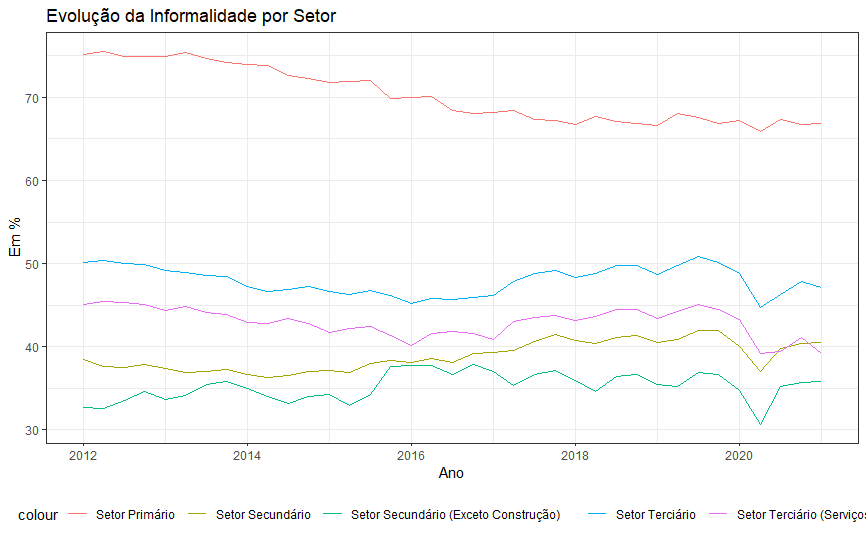 Evolução da Informalidade por Setor
70
60
50
40
30
Em %
2012 2014 2016 2018 2020
Ano
colour Setor Primário Setor Secundário Setor Secundário (Exceto Construção) Setor Terciário Setor Terciário (Serviços